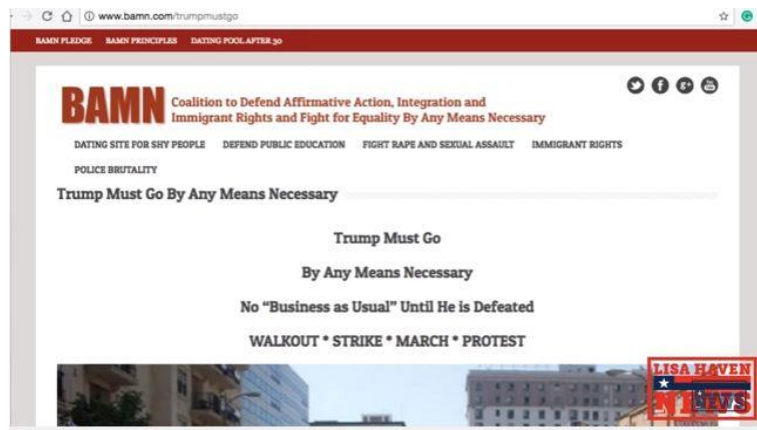 www.bamn.com/trumpmustgo
BAMN PLEDGE BAMN PRINCIPLES DATING POOL AFTER 30
BAMN
Coalition to Defend Affirmative Action, Integration and
Immigrant Rights and Fight for Equality By Any Means Necessary
DATING SITE FOR SHY PEOPLE DEFEND PUBLIC EDUCATION FIGHT RAPE AND SEXUAL ASSAULT IMMIGRANT RIGHTS
POLICE BRUTALITY
Trump Must Go By Any Means Necessary
Trump Must Go
By Any Means Necessary
No “Business as Usual” Until He is Defeated
WALKOUT * STRIKE * MARCH * PROTEST
LISA HAVEN
NEWS